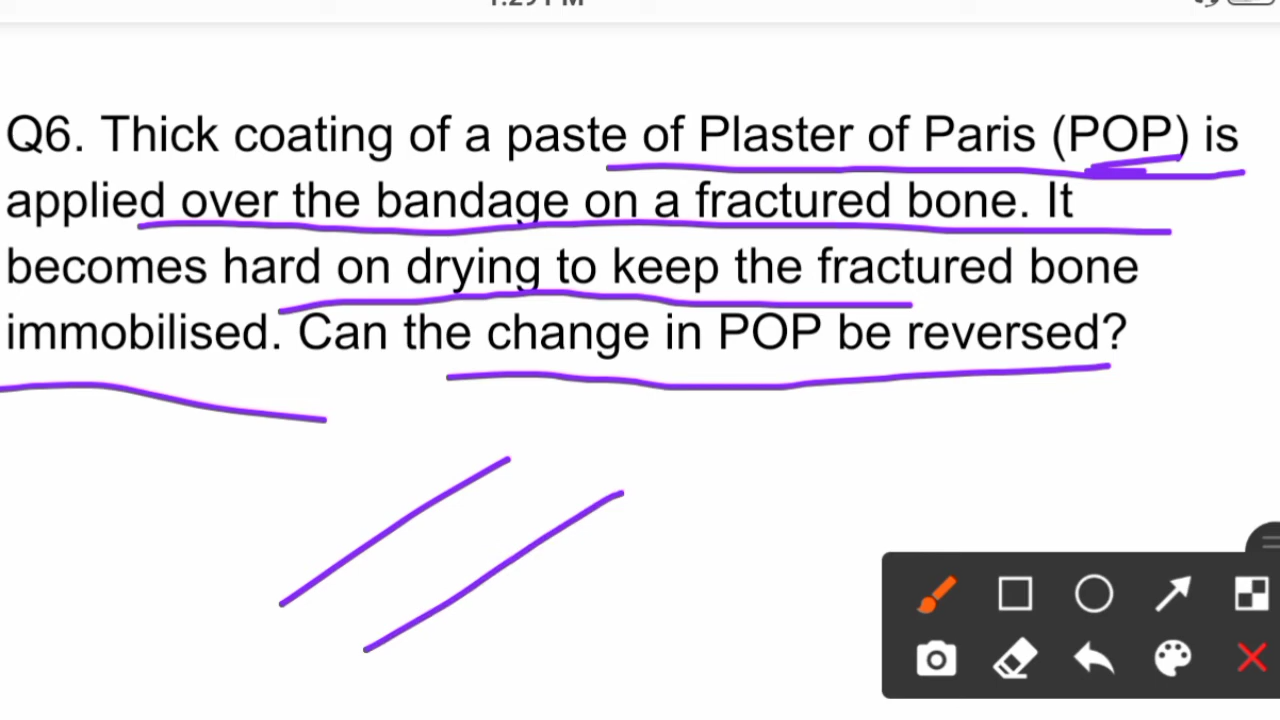 Q6. Thick coating of a paste of Plaster of Paris (POP) is
applied over the bandage on a fractured bone. It
becomes hard on drying to keep the fractured bone
immobilised. Can the change in POP be reversed?